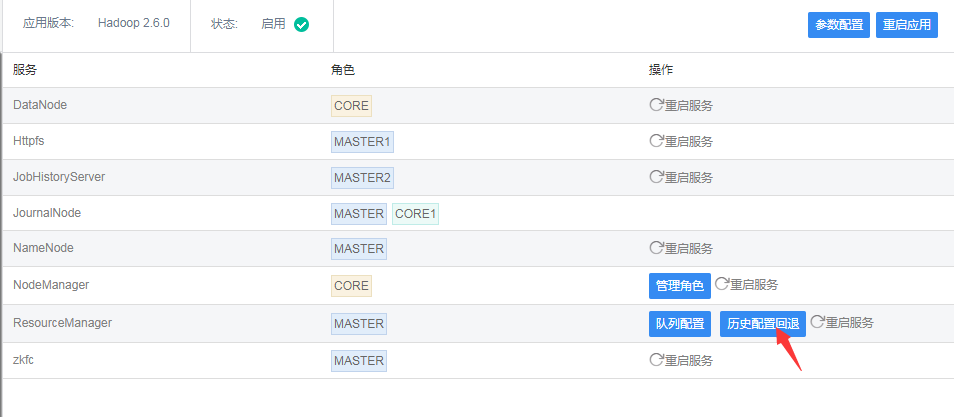 应用版本: Hadoop 2.6.0 状态: 启用 参数配置 重启应用
服务 角色 操作
DataNode CORE 重启服务
Httpfs MASTER1 重启服务
JobHistoryServer MASTER2 重启服务
JournalNode MASTER CORE1
NameNode MASTER 重启服务
NodeManager CORE 管理角色 重启服务
ResourceManager MASTER 队列配置 历史配置回退 重启服务
zkfc MASTER 重启服务